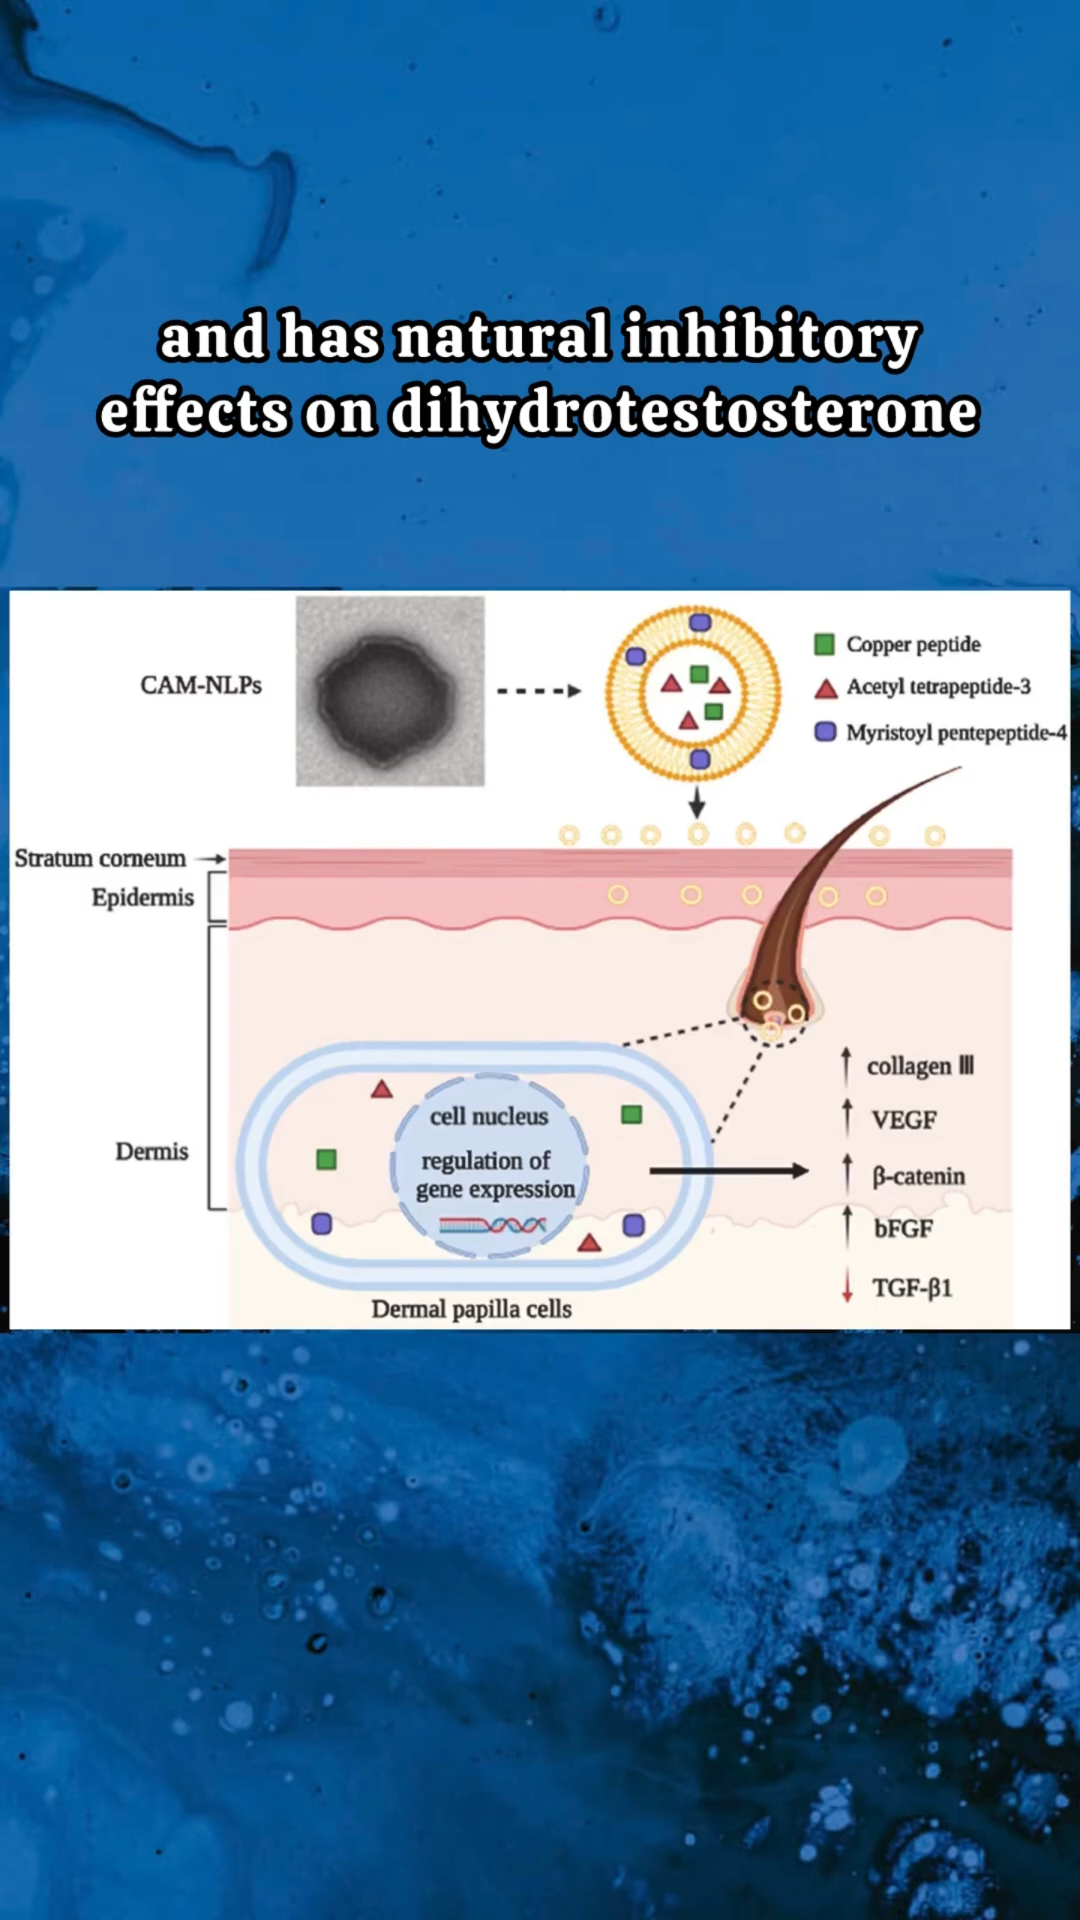 and has natural inhibitory
effects on dihydrotestosterone
CAM-NLPs
Copper peptide
Acetyl tetrapeptide-3
Myristoyl pentepeptide-4
Stratum corneum
Epidermis
Dermis
cell nucleus
regulation of
gene expression
collagen Ⅲ
VEGF
β-catenin
bFGF
TGF-β1
Dermal papilla cells